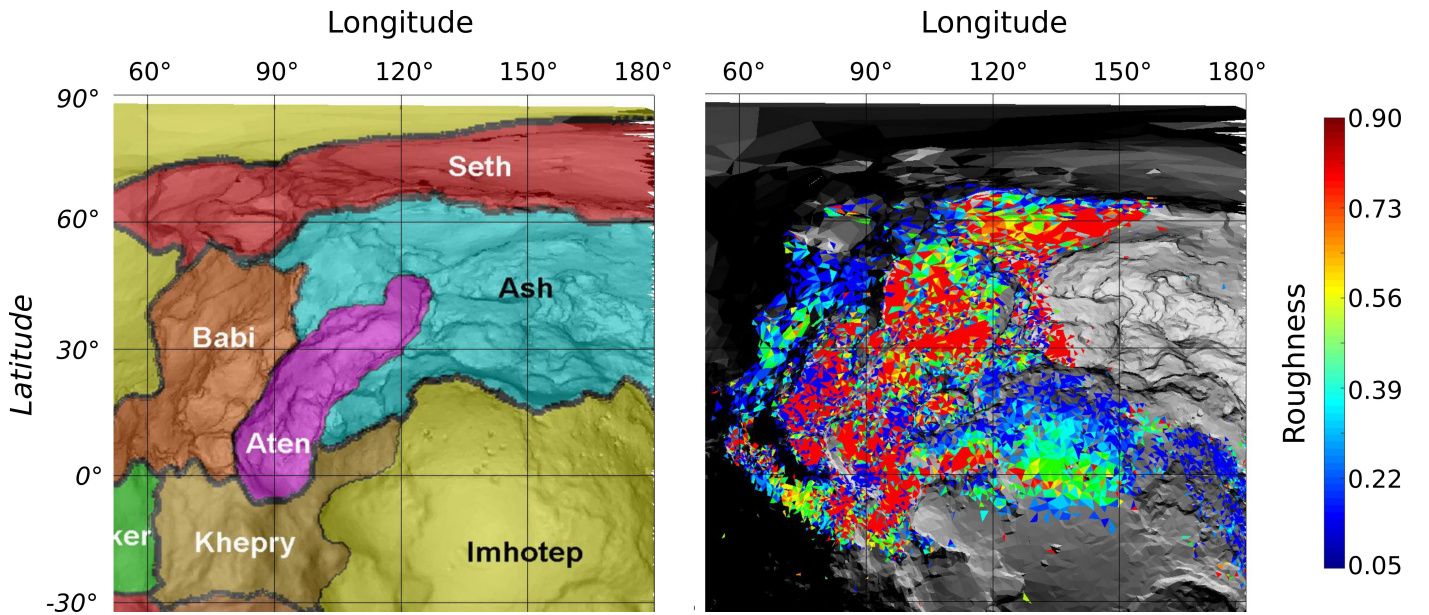 Longitude
Longitude
60° 90° 120° 150° 180°
60° 90° 120° 150° 180°
90°
60°
30°
0°
-30°
Latitude
Seth
Ash
Babi
Aten
ker
Khepry
Imhotep
Roughness
0.90
0.73
0.56
0.39
0.22
0.05